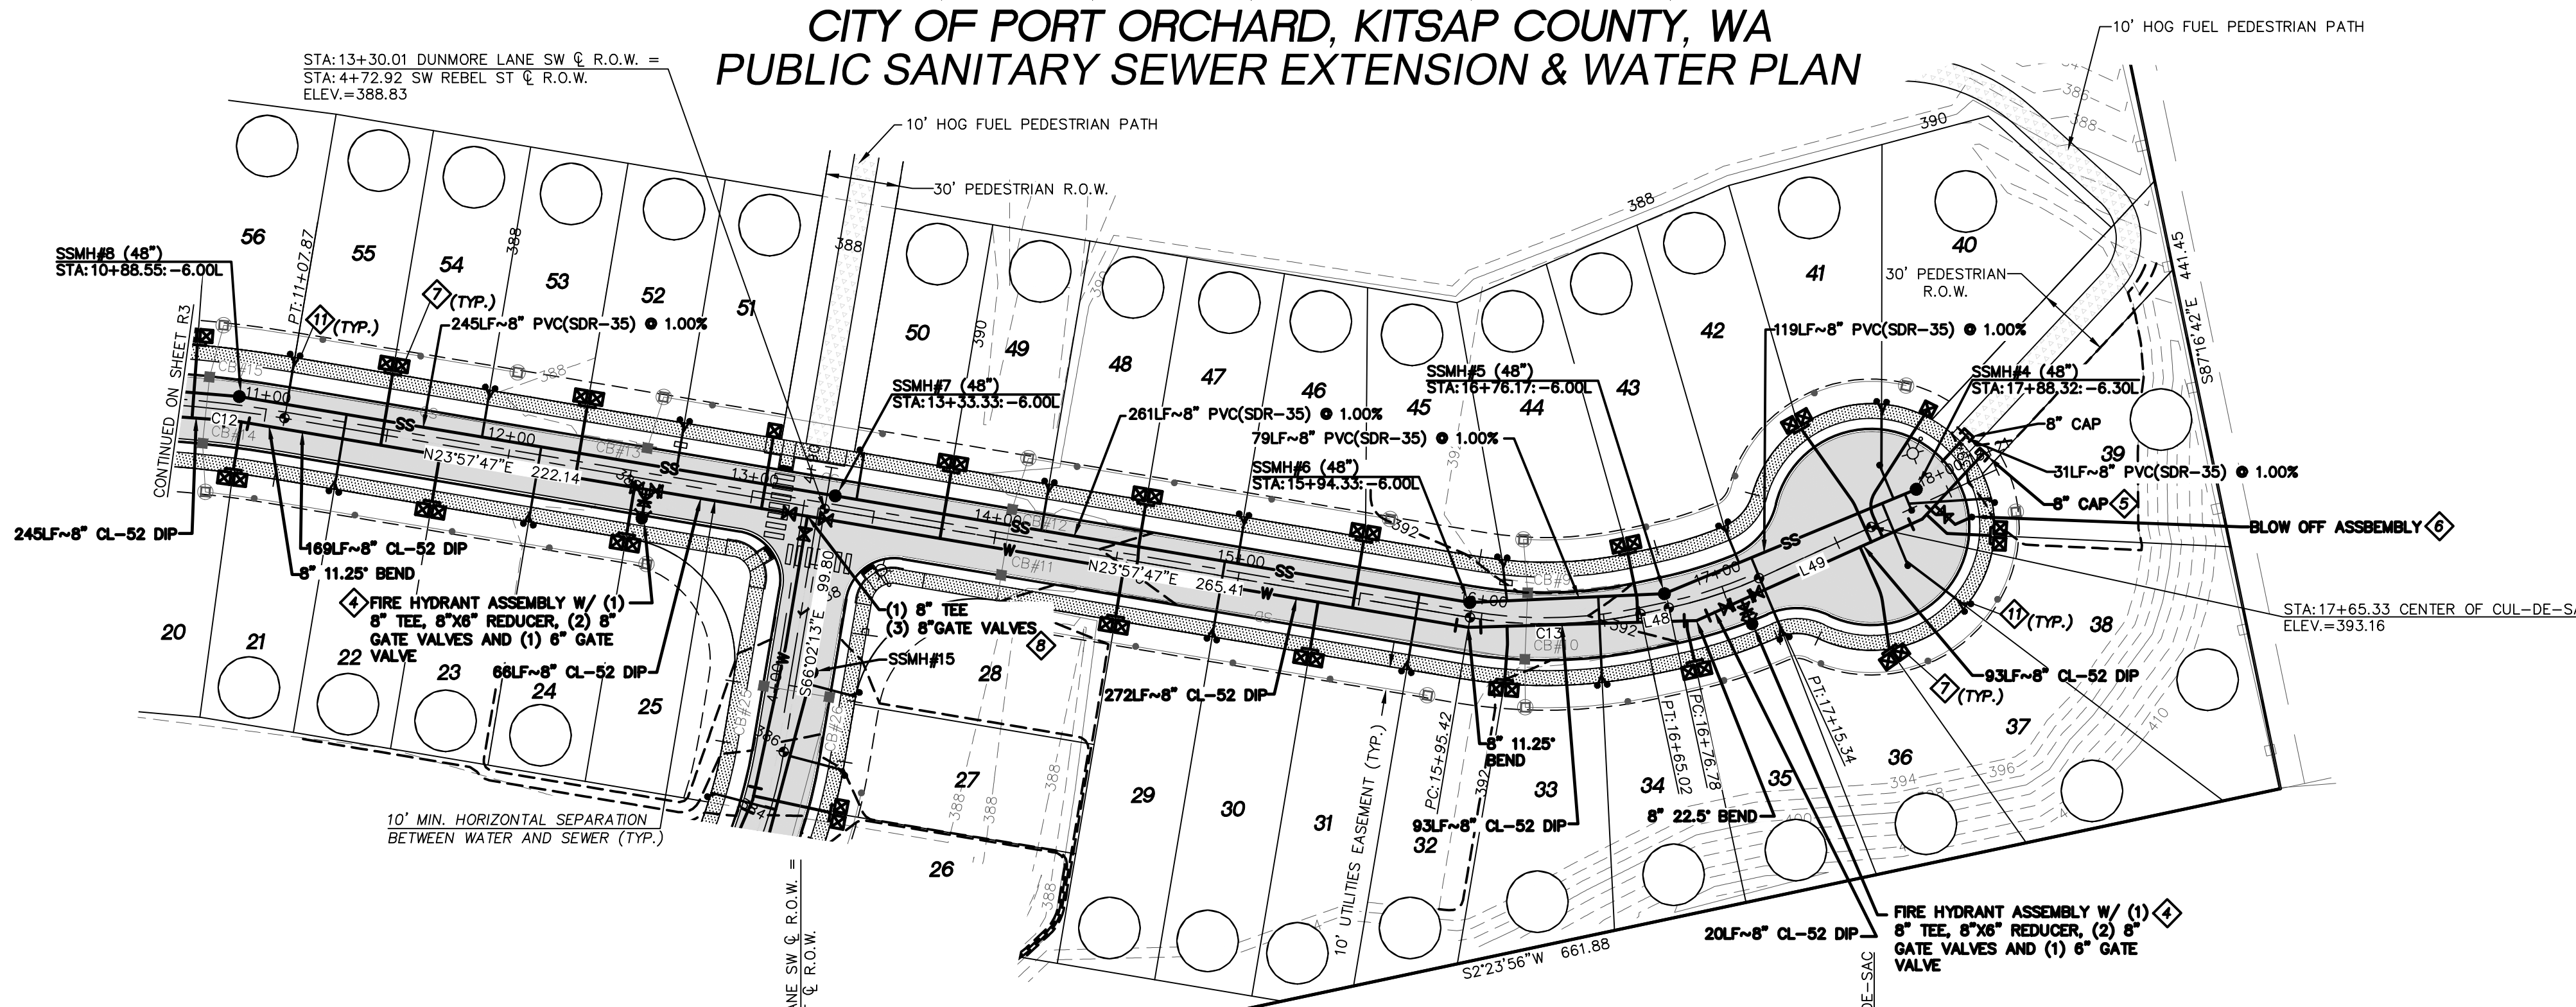 CITY OF PORT ORCHARD, KITSAP COUNTY, WA
PUBLIC SANITARY SEWER EXTENSION & WATER PLAN
10' HOG FUEL PEDESTRIAN PATH
STA:13+30.01 DUNMORE LANE SW ℄ R.O.W. =
STA:4+72.92 SW REBEL ST ℄ R.O.W.
ELEV.=388.83
10' HOG FUEL PEDESTRIAN PATH
30' PEDESTRIAN R.O.W.
386
388
390
388
388
388
390
390
56
55
54
53
52
51
50
49
48
47
46
45
44
43
42
41
40
39
38
37
36
35
34
33
32
31
30
29
28
27
26
25
24
23
22
21
20
SSMH#8 (48")
STA:10+88.55:-6.00L
PT:11+07.87
11 (TYP.)
7 (TYP.)
245LF~8" PVC(SDR-35) @ 1.00%
CONTINUED ON SHEET R3
CB#15
11+00
C12
CB#14
SS
12+00
N23°57'47"E 222.14
CB#13
SS
13+00
4+90
388
SSMH#7 (48")
STA:13+33.33:-6.00L
261LF~8" PVC(SDR-35) @ 1.00%
79LF~8" PVC(SDR-35) @ 1.00%
SSMH#6 (48")
STA:15+94.33:-6.00L
SSMH#5 (48")
STA:16+76.17:-6.00L
119LF~8" PVC(SDR-35) @ 1.00%
30' PEDESTRIAN
R.O.W.
S87°16'42"E 441.45
SSMH#4 (48")
STA:17+88.32:-6.30L
8" CAP
31LF~8" PVC(SDR-35) @ 1.00%
8" CAP 5
BLOW OFF ASSBEMBLY 6
18+00
14+00
SS
CB#12
W
CB#11
N23°57'47"E 265.41
15+00
SS
W
SD
392
CB#9
CB#10
C13
392
L48
17+00
SS
L49
245LF~8" CL-52 DIP
169LF~8" CL-52 DIP
8" 11.25° BEND
4 FIRE HYDRANT ASSEMBLY W/ (1)
8" TEE, 8"X6" REDUCER, (2) 8"
GATE VALVES AND (1) 6" GATE
VALVE
66LF~8" CL-52 DIP
W
S66°02'13"E 99.80
386
(1) 8" TEE
(3) 8"GATE VALVES
8
SSMH#15
272LF~8" CL-52 DIP
8" 11.25°
BEND
PC:15+95.42
392
10' UTILITIES EASEMENT (TYP.)
93LF~8" CL-52 DIP
PT:16+65.02
PC:16+76.78
8" 22.5° BEND
PT:17+15.34
11 (TYP.)
STA:17+65.33 CENTER OF CUL-DE-SA
ELEV.=393.16
93LF~8" CL-52 DIP
7 (TYP.)
394
396
410
388
388
388
388
10' MIN. HORIZONTAL SEPARATION
BETWEEN WATER AND SEWER (TYP.)
20LF~8" CL-52 DIP
FIRE HYDRANT ASSEMBLY W/ (1) 4
8" TEE, 8"X6" REDUCER, (2) 8"
GATE VALVES AND (1) 6" GATE
VALVE
S2°23'56"W 661.88
ANE SW ℄ R.O.W. =
℄ R.O.W.
DE-SAC